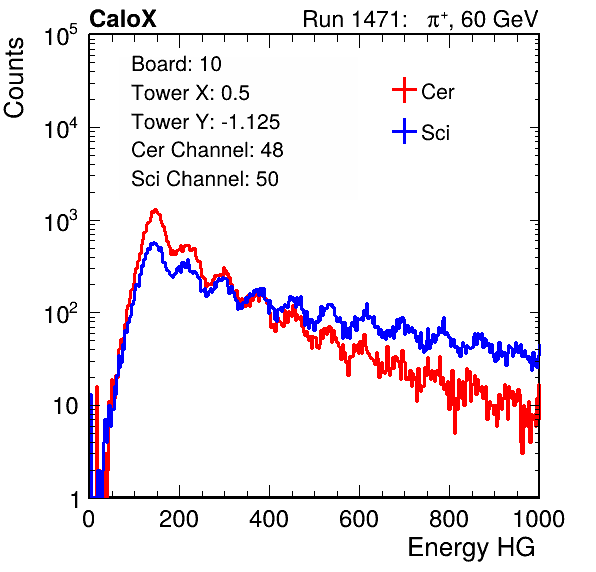 CaloX Run 1471: π⁺, 60 GeV
Counts
10⁵
10⁴
10³
10²
10
1
Board: 10
Tower X: 0.5
Tower Y: -1.125
Cer Channel: 48
Sci Channel: 50
Cer
Sci
0 200 400 600 800 1000
Energy HG